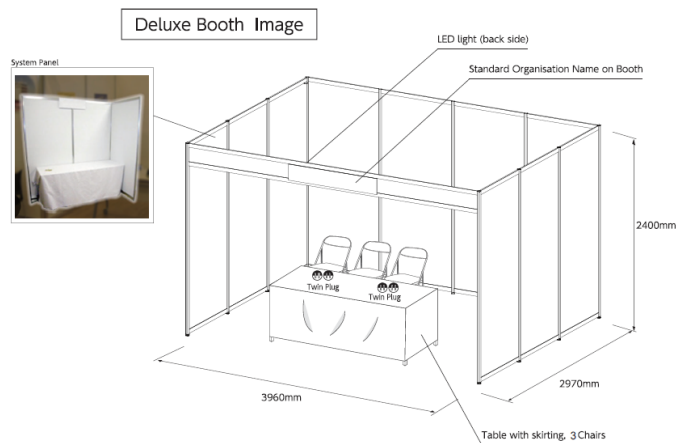 Deluxe Booth Image
LED light (back side)
System Panel
Standard Organisation Name on Booth
2400mm
Twin Plug
Twin Plug
2970mm
3960mm
Table with skirting, 3 Chairs